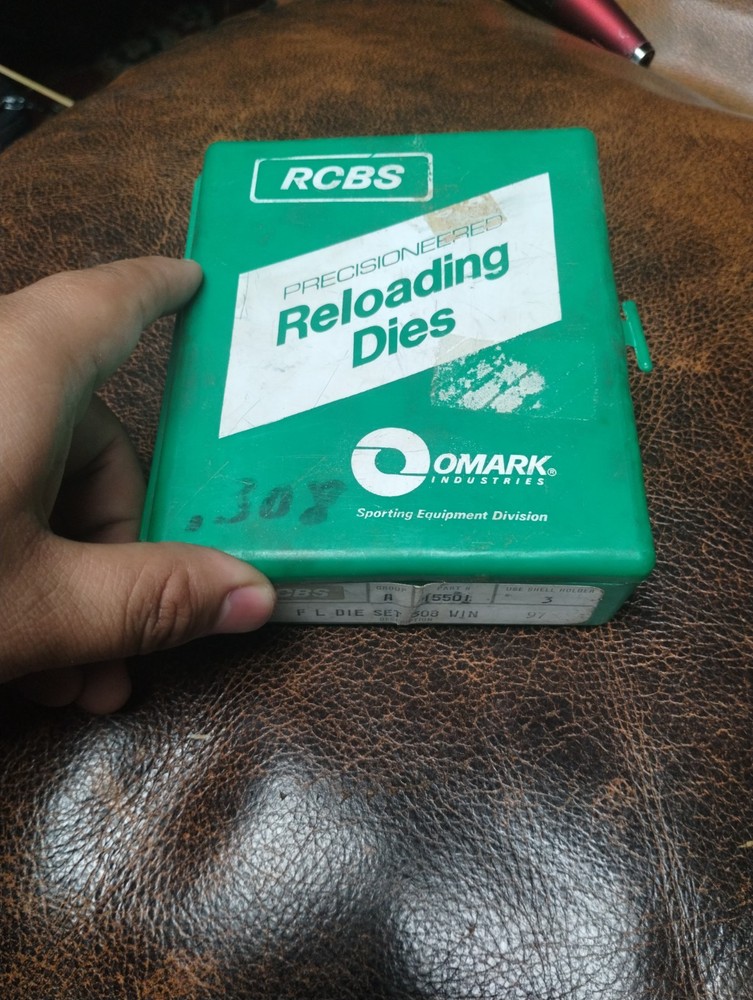 RCBS
PRECISIONEERED
Reloading
Dies
OMARK®
INDUSTRIES
Sporting Equipment Division
.308
RCBS GROUP A PART # 15501 USE SHELL HOLDER # 3
F L DIE SET 308 WIN 97